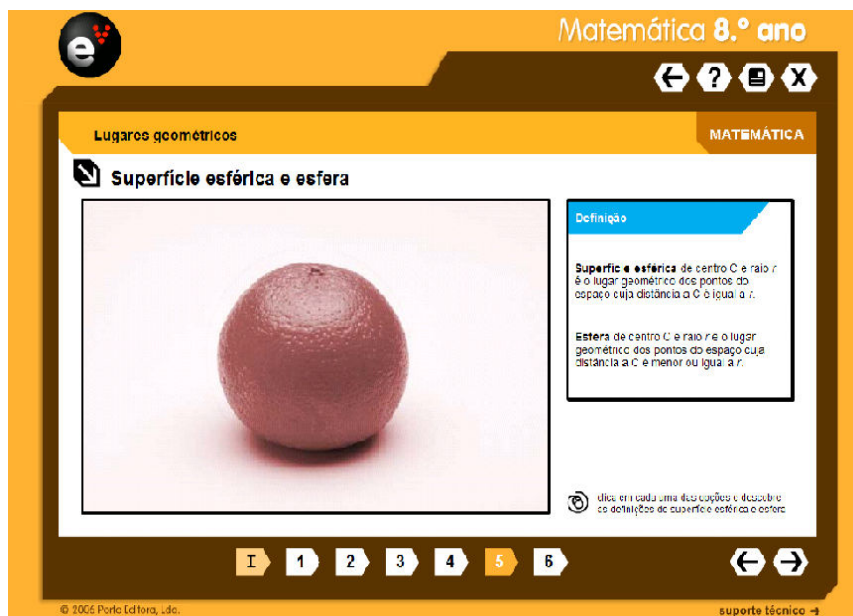 e
Matemática 8.º ano
? X
Lugares geométricos
MATEMÁTICA
Superfície esférica e esfera
Definição
Superfície esférica de centro C e raio r
é o lugar geométrico dos pontos do
espaço cuja distância a C é igual a r.
Esfera de centro C e raio r é o lugar
geométrico dos pontos do espaço cuja
distância a C é menor ou igual a r.
clica em cada uma das opções e descobre
as definições de superfície esférica e esfera
I 1 2 3 4 5 6
© 2006 Porto Editora, Lda.
suporte técnico